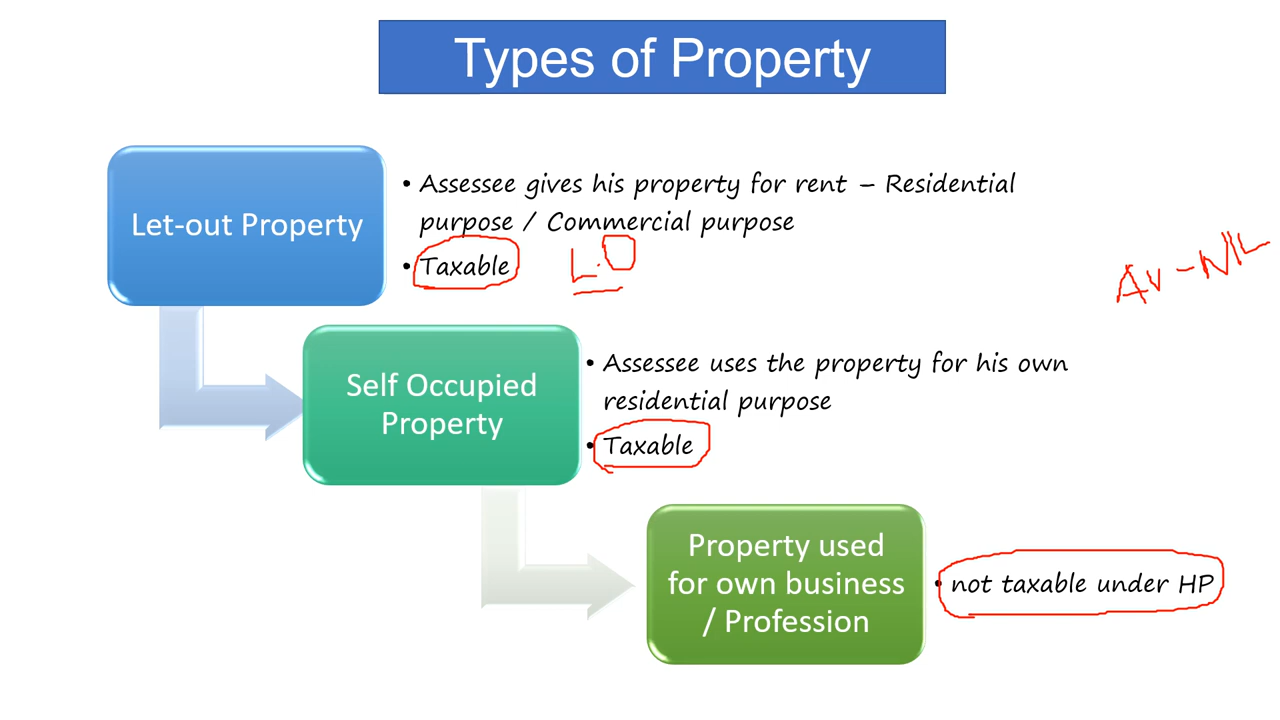 Types of Property
Let-out Property
• Assessee gives his property for rent – Residential
purpose / Commercial purpose
• Taxable
L.O
AV - NIL
Self Occupied
Property
• Assessee uses the property for his own
residential purpose
• Taxable
Property used
for own business
/ Profession
• not taxable under HP